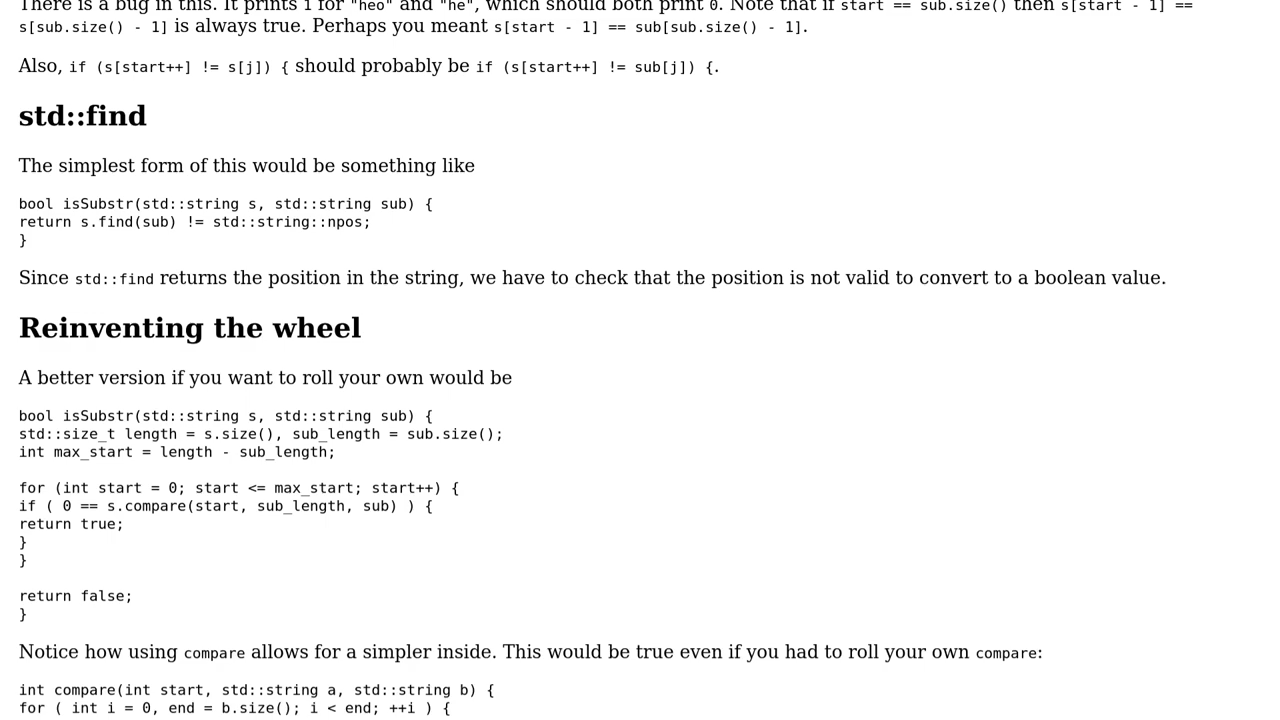 There is a bug in this. It prints 1 for "heo" and "he", which should both print 0. Note that if start == sub.size() then s[start - 1] ==
s[sub.size() - 1] is always true. Perhaps you meant s[start - 1] == sub[sub.size() - 1].
Also, if (s[start++] != s[j]) { should probably be if (s[start++] != sub[j]) {.
std::find
The simplest form of this would be something like
bool isSubstr(std::string s, std::string sub) {
return s.find(sub) != std::string::npos;
}
Since std::find returns the position in the string, we have to check that the position is not valid to convert to a boolean value.
Reinventing the wheel
A better version if you want to roll your own would be
bool isSubstr(std::string s, std::string sub) {
std::size_t length = s.size(), sub_length = sub.size();
int max_start = length - sub_length;
for (int start = 0; start <= max_start; start++) {
if ( 0 == s.compare(start, sub_length, sub) ) {
return true;
}
}
return false;
}
Notice how using compare allows for a simpler inside. This would be true even if you had to roll your own compare:
int compare(int start, std::string a, std::string b) {
for ( int i = 0, end = b.size(); i < end; ++i ) {